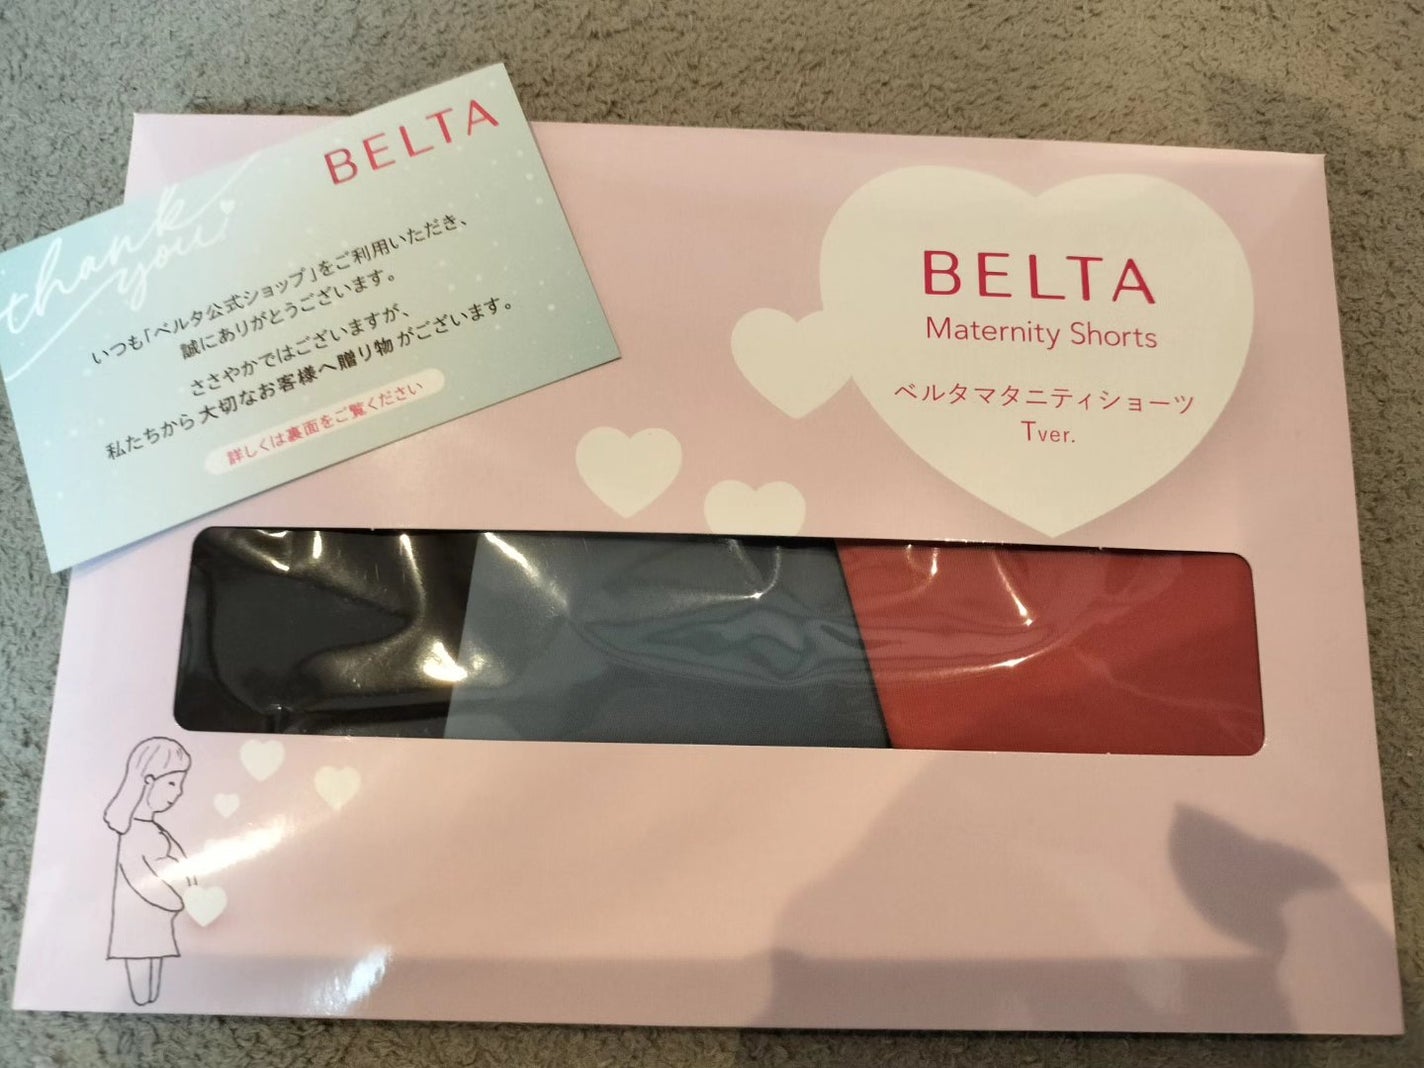 BELTA
thank
you
いつも「ベルタ公式ショップ」をご利用いただき、
誠にありがとうございます。
ささやかではございますが、
私たちから大切なお客様へ贈り物がございます。
詳しくは裏面をご覧ください
BELTA
Maternity Shorts
ベルタマタニティショーツ
Tver.